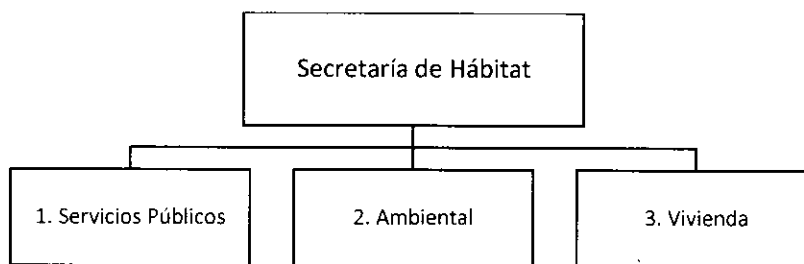 Secretaría de Hábitat
1. Servicios Públicos
2. Ambiental
3. Vivienda